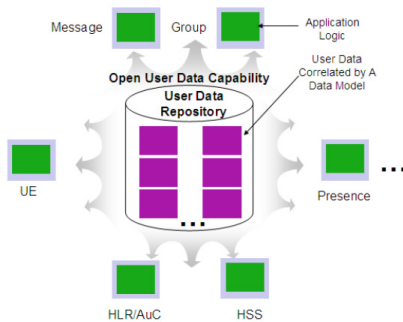 Message
Group
Application
Logic
User Data
Correlated by A
Data Model
Open User Data Capability
User Data
Repository
...
UE
Presence
...
HLR/AuC
HSS